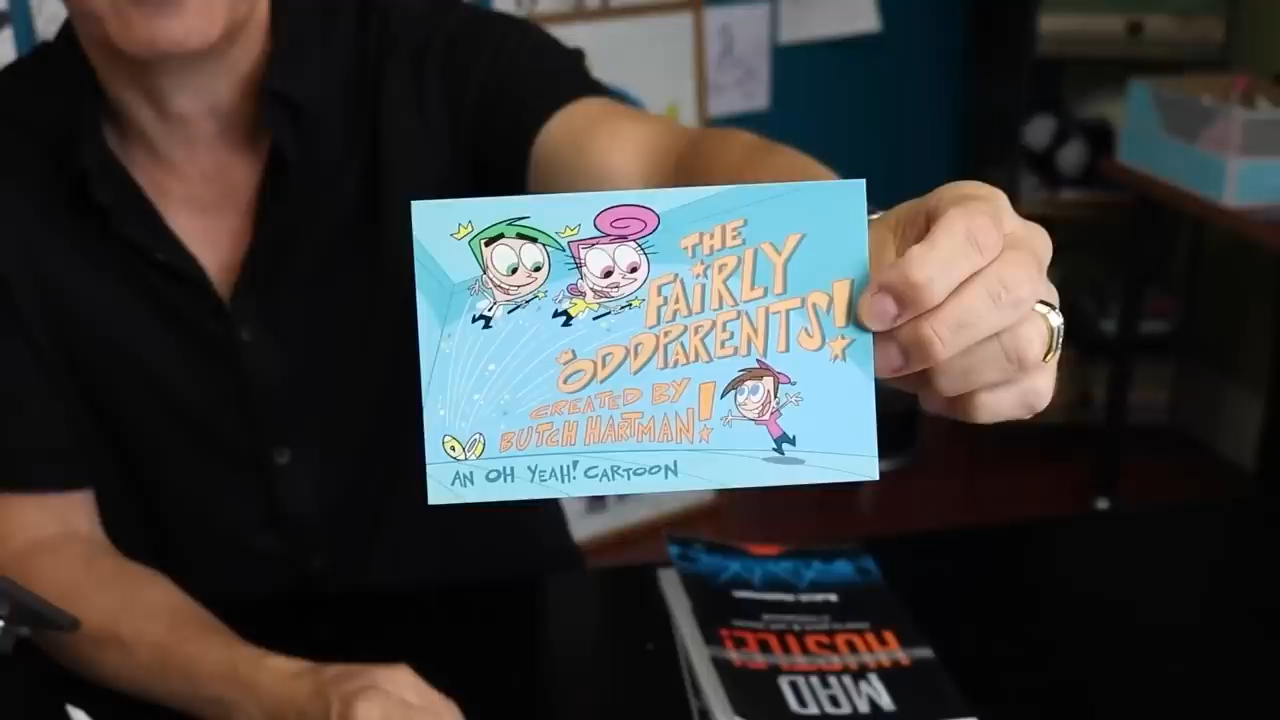 THE
FAiRLY
ODDPARENTS!
CREATED BY
BUTCH HARTMAN!
AN OH YEAH! CARTOON
MAD
HUSTLE!